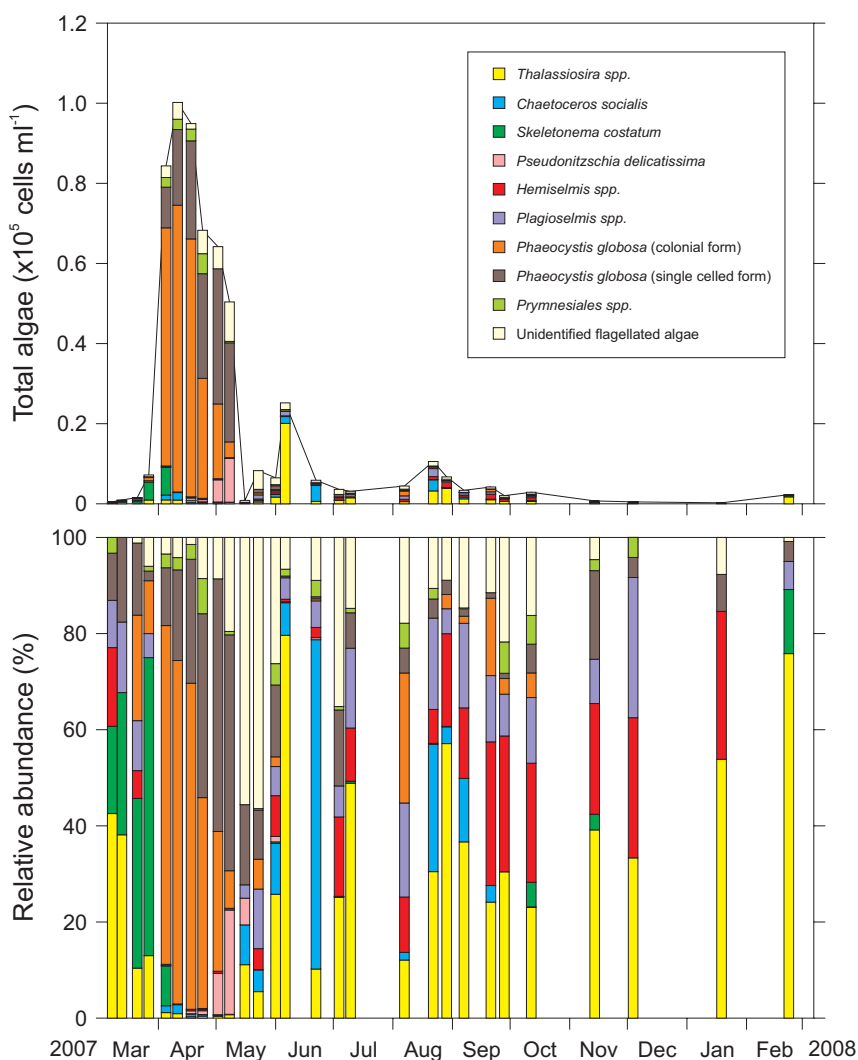 1.2
1.0
0.8
0.6
0.4
0.2
0
Total algae (x10⁵ cells ml⁻¹)
Thalassiosira spp.
Chaetoceros socialis
Skeletonema costatum
Pseudonitzschia delicatissima
Hemiselmis spp.
Plagioselmis spp.
Phaeocystis globosa (colonial form)
Phaeocystis globosa (single celled form)
Prymnesiales spp.
Unidentified flagellated algae
100
80
60
40
20
0
Relative abundance (%)
2007 Mar Apr May Jun Jul Aug Sep Oct Nov Dec Jan Feb 2008